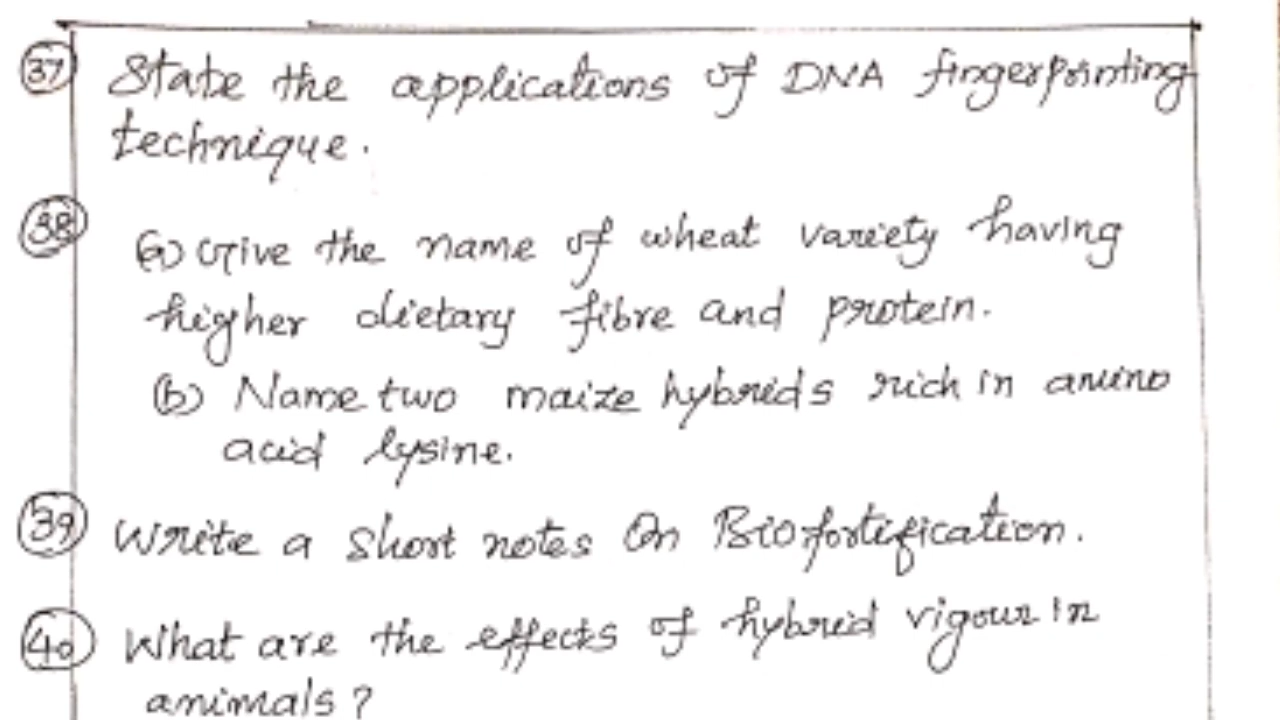 37 State the applications of DNA fingerprinting
technique.
38 (a) Give the name of wheat variety having
higher dietary fibre and protein.
(b) Name two maize hybrids rich in amino
acid lysine.
39 Write a short notes On Biofortification.
40 What are the effects of hybrid vigour in
animals?